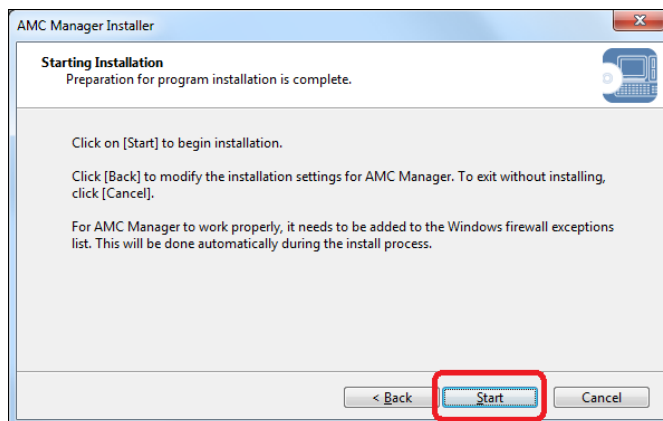 AMC Manager Installer
Starting Installation
Preparation for program installation is complete.
Click on [Start] to begin installation.
Click [Back] to modify the installation settings for AMC Manager. To exit without installing,
click [Cancel].
For AMC Manager to work properly, it needs to be added to the Windows firewall exceptions
list. This will be done automatically during the install process.
< Back Start Cancel